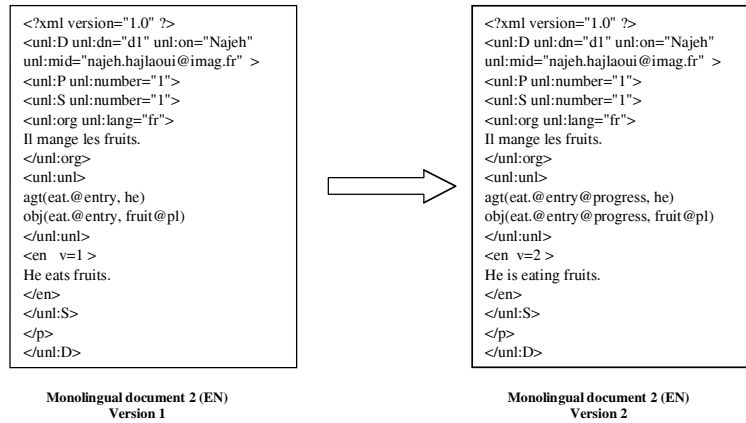 <?xml version="1.0" ?>
<unl:D unl:dn="d1" unl:on="Najeh"
unl:mid="najeh.hajlaoui@imag.fr" >
<unl:P unl:number="1">
<unl:S unl:number="1">
<unl:org unl:lang="fr">
Il mange les fruits.
</unl:org>
<unl:unl>
agt(eat.@entry, he)
obj(eat.@entry, fruit@pl)
</unl:unl>
<en v=1 >
He eats fruits.
</en>
</unl:S>
</p>
</unl:D>
Monolingual document 2 (EN)
Version 1
<?xml version="1.0" ?>
<unl:D unl:dn="d1" unl:on="Najeh"
unl:mid="najeh.hajlaoui@imag.fr" >
<unl:P unl:number="1">
<unl:S unl:number="1">
<unl:org unl:lang="fr">
Il mange les fruits.
</unl:org>
<unl:unl>
agt(eat.@entry@progress, he)
obj(eat.@entry@progress, fruit@pl)
</unl:unl>
<en v=2 >
He is eating fruits.
</en>
</unl:S>
</p>
</unl:D>
Monolingual document 2 (EN)
Version 2